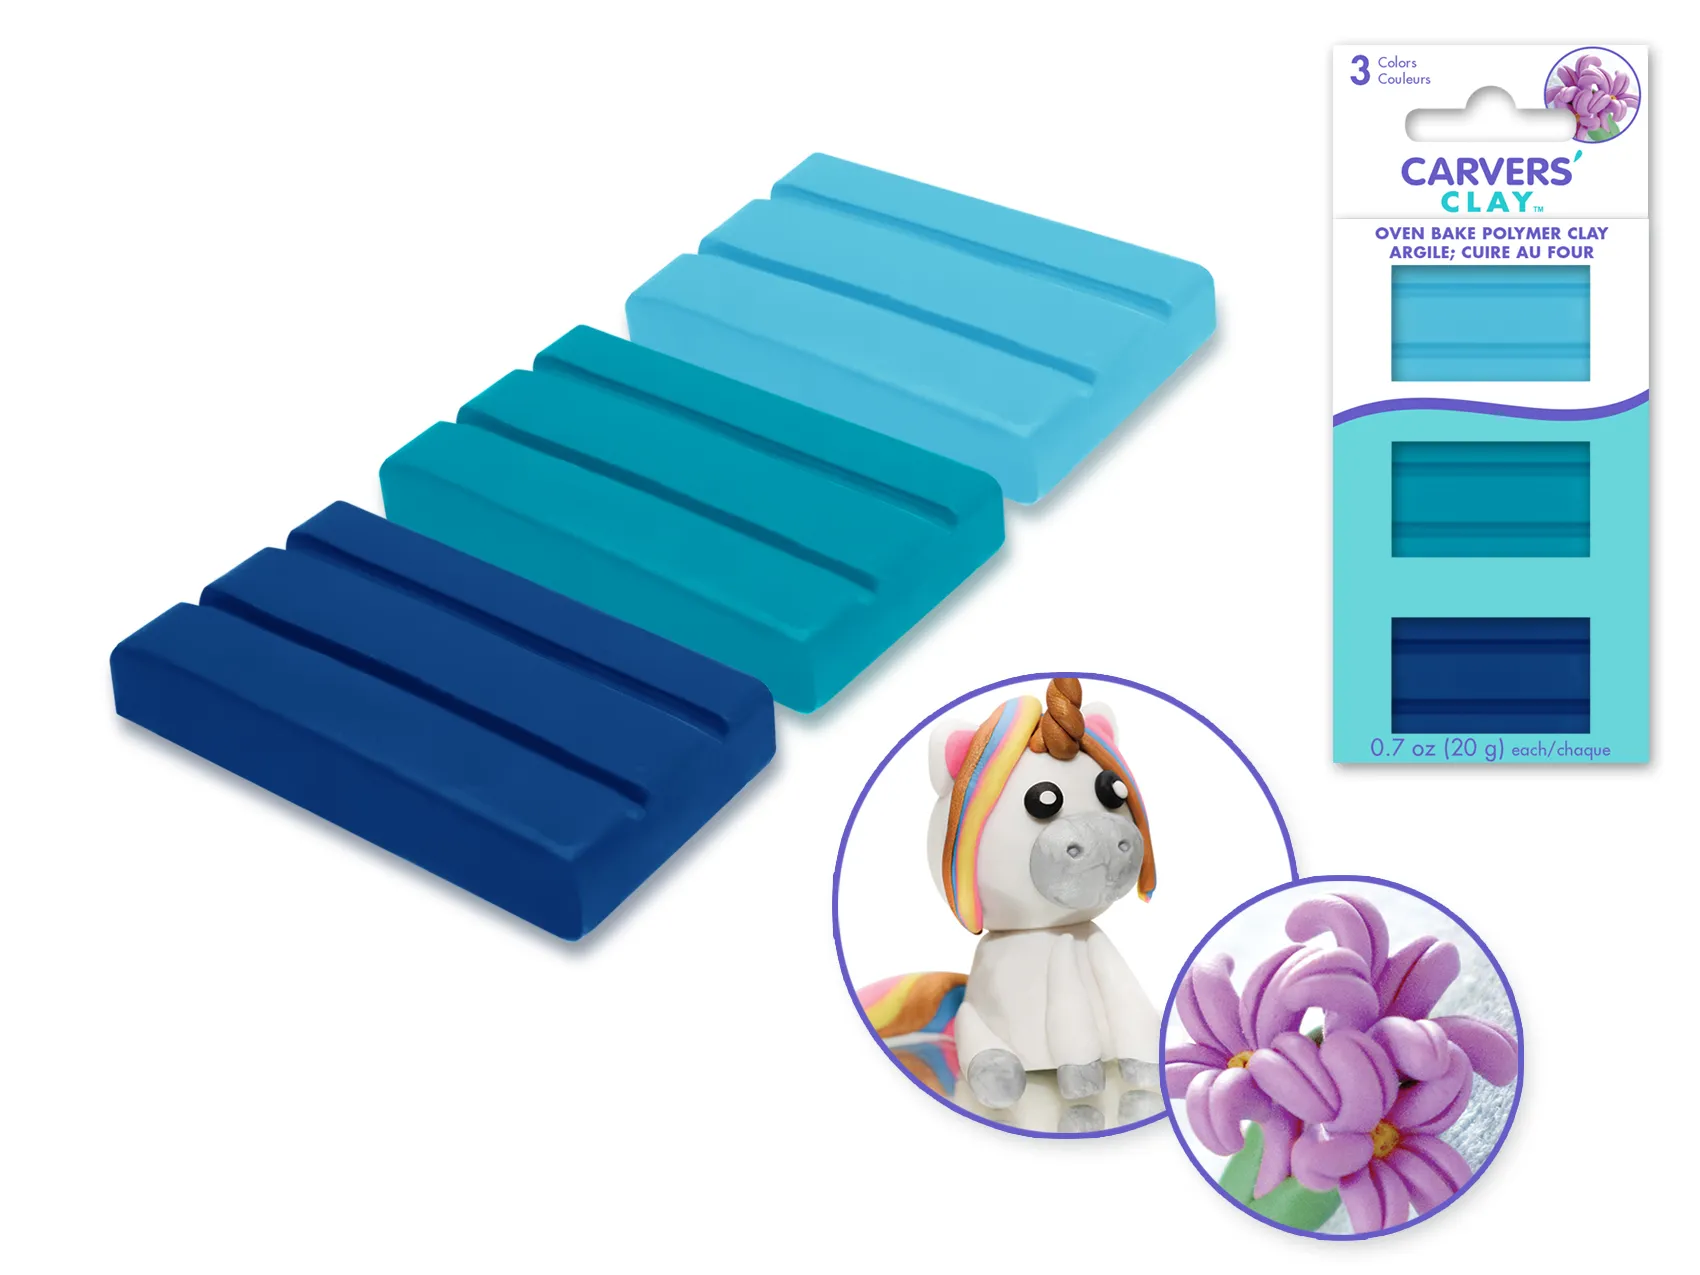 3 Colors
Couleurs
CARVERS'
CLAY™
OVEN BAKE POLYMER CLAY
ARGILE; CUIRE AU FOUR
0.7 oz (20 g) each/chaque